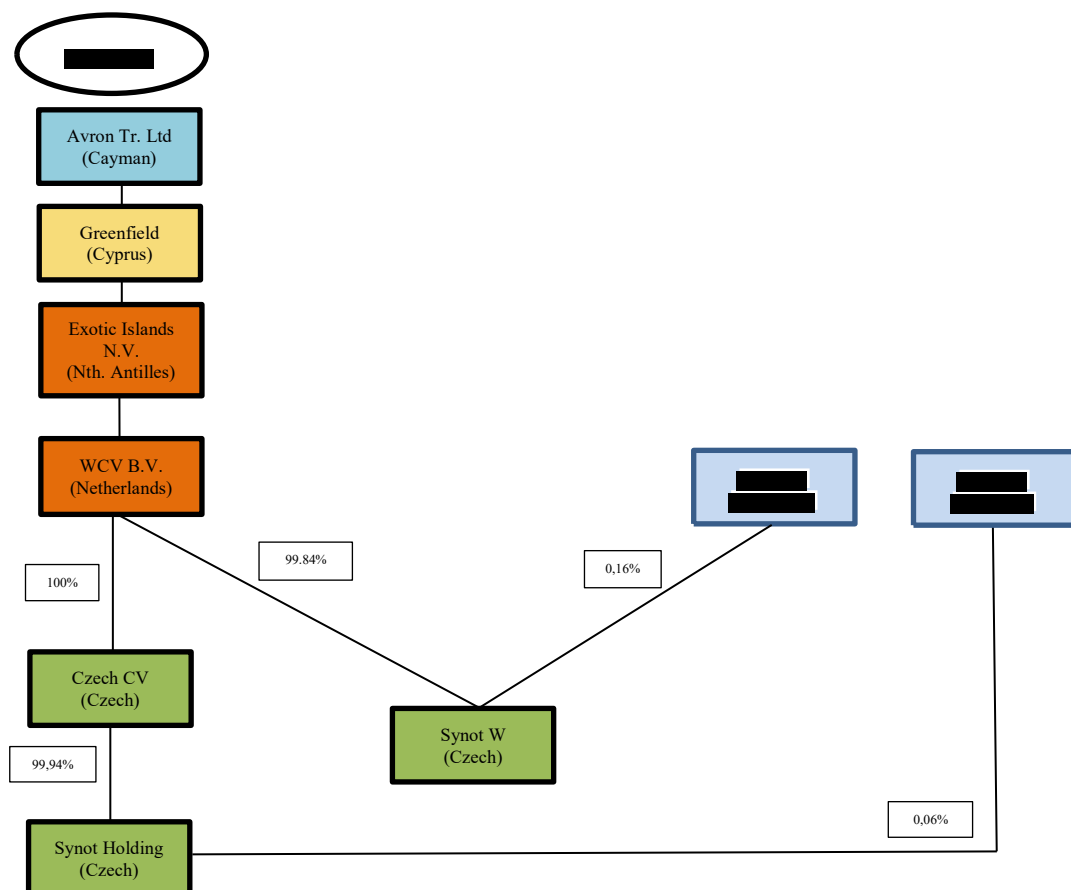 Avron Tr. Ltd
(Cayman)
Greenfield
(Cyprus)
Exotic Islands
N.V.
(Nth. Antilles)
WCV B.V.
(Netherlands)
99.84%
0,16%
100%
Czech CV
(Czech)
Synot W
(Czech)
99,94%
0,06%
Synot Holding
(Czech)